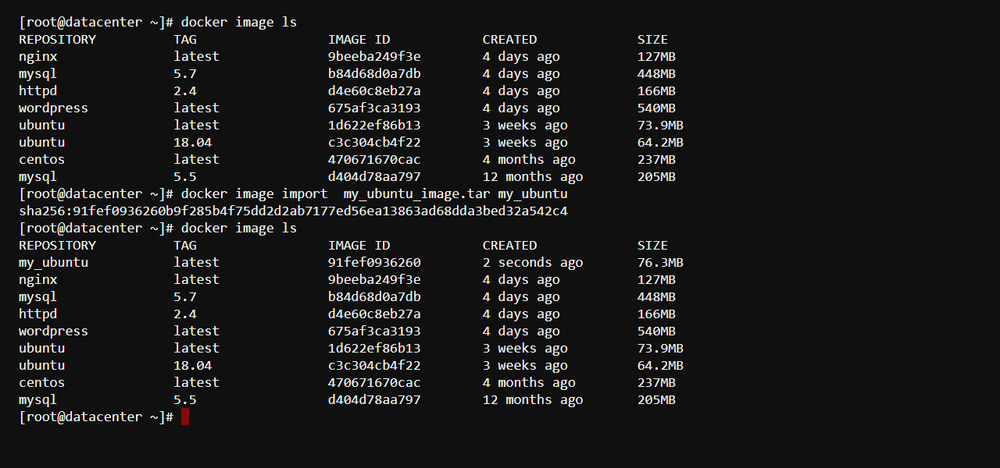 [root@datacenter ~]# docker image ls
REPOSITORY          TAG                 IMAGE ID            CREATED             SIZE
nginx               latest              9beeba249f3e        4 days ago          127MB
mysql               5.7                 b84d68d0a7db        4 days ago          448MB
httpd               2.4                 d4e60c8eb27a        4 days ago          166MB
wordpress           latest              675af3ca3193        4 days ago          540MB
ubuntu              latest              1d622ef86b13        3 weeks ago         73.9MB
ubuntu              18.04               c3c304cb4f22        3 weeks ago         64.2MB
centos              latest              470671670cac        4 months ago        237MB
mysql               5.5                 d404d78aa797        12 months ago       205MB
[root@datacenter ~]# docker image import  my_ubuntu_image.tar my_ubuntu
sha256:91fef0936260b9f285b4f75dd2d2ab7177ed56ea13863ad68dda3bed32a542c4
[root@datacenter ~]# docker image ls
REPOSITORY          TAG                 IMAGE ID            CREATED             SIZE
my_ubuntu           latest              91fef0936260        2 seconds ago       76.3MB
nginx               latest              9beeba249f3e        4 days ago          127MB
mysql               5.7                 b84d68d0a7db        4 days ago          448MB
httpd               2.4                 d4e60c8eb27a        4 days ago          166MB
wordpress           latest              675af3ca3193        4 days ago          540MB
ubuntu              latest              1d622ef86b13        3 weeks ago         73.9MB
ubuntu              18.04               c3c304cb4f22        3 weeks ago         64.2MB
centos              latest              470671670cac        4 months ago        237MB
mysql               5.5                 d404d78aa797        12 months ago       205MB
[root@datacenter ~]#